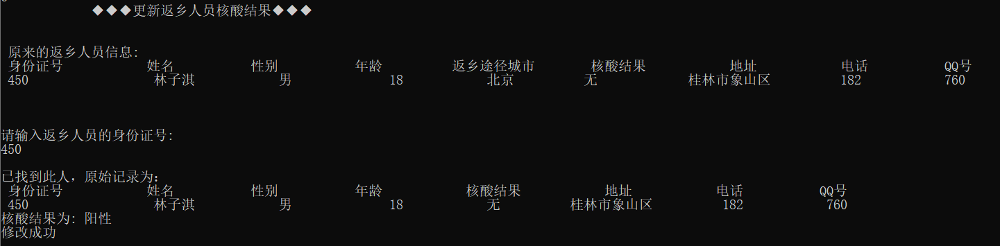 ◆◆◆更新返乡人员核酸结果◆◆◆
原来的返乡人员信息:
身份证号 姓名 性别 年龄 返乡途径城市 核酸结果 地址 电话 QQ号
450 林子淇 男 18 北京 无 桂林市象山区 182 760
请输入返乡人员的身份证号:
450
已找到此人，原始记录为：
身份证号 姓名 性别 年龄 核酸结果 地址 电话 QQ号
450 林子淇 男 18 无 桂林市象山区 182 760
核酸结果为: 阳性
修改成功